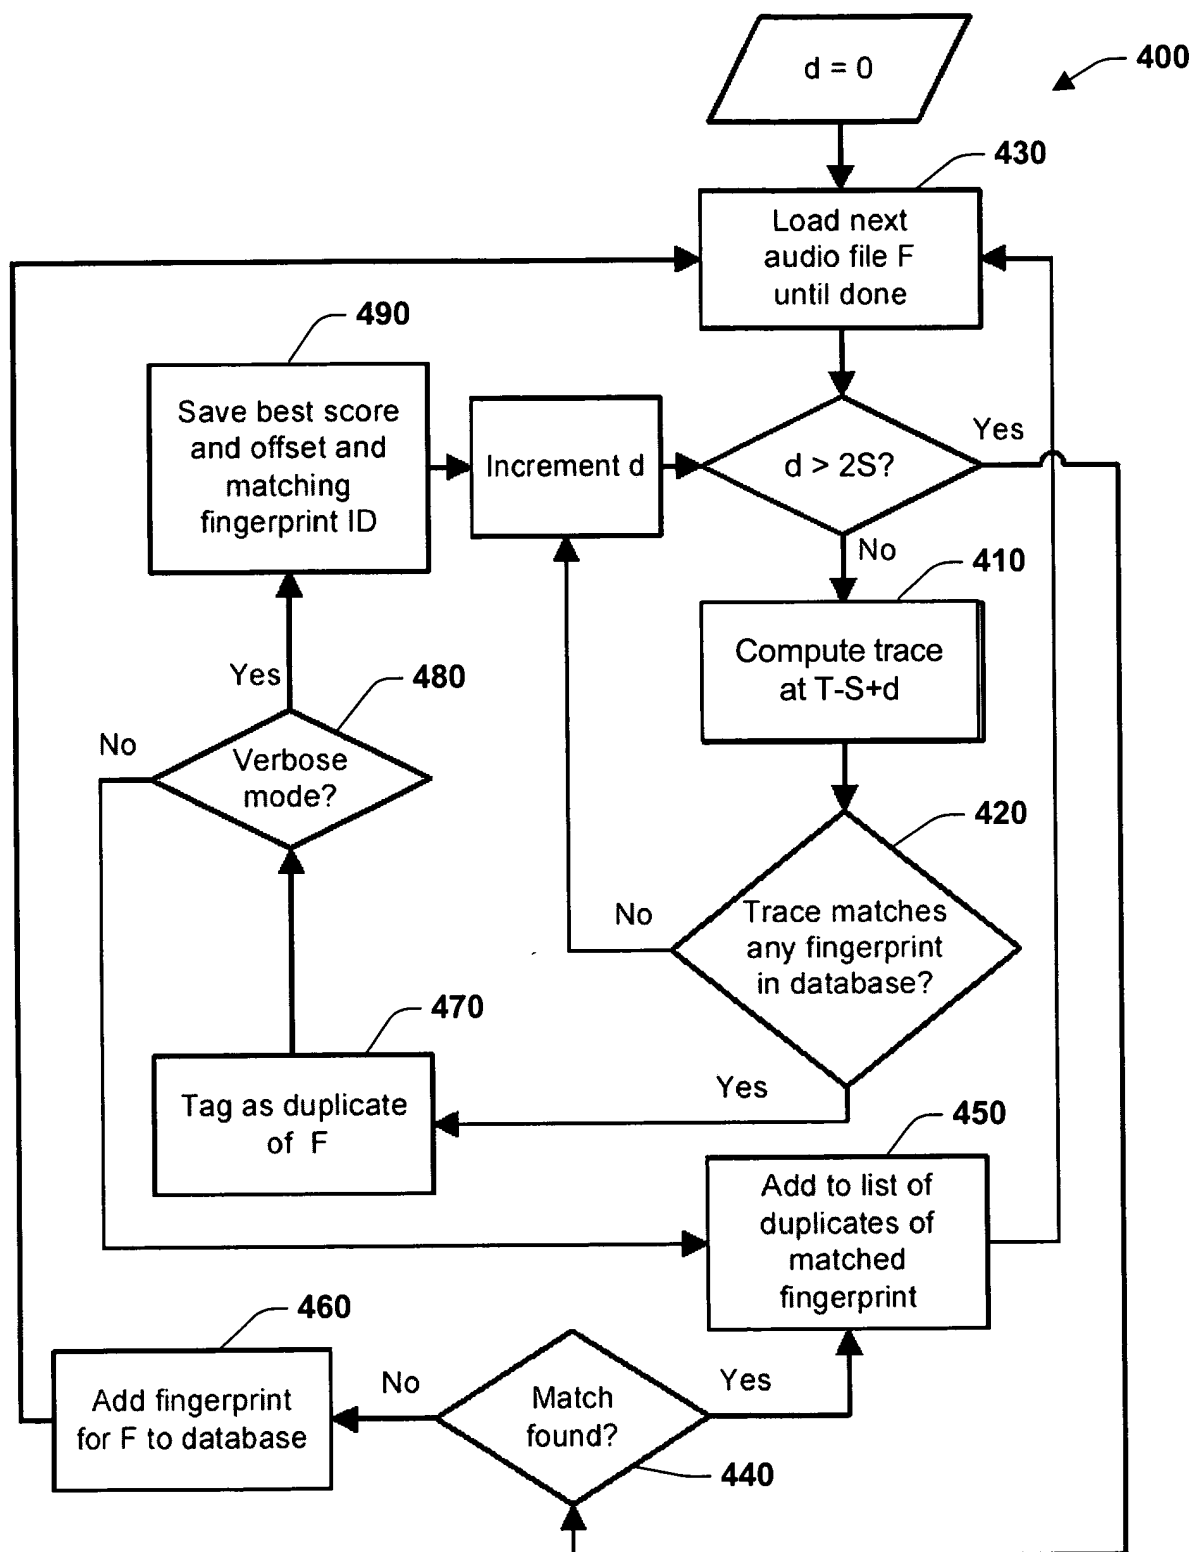 d = 0
400
430
Load next
audio file F
until done
490
Save best score
and offset and
matching
fingerprint ID
Increment d
d > 2S?
Yes
No
410
Compute trace
at T-S+d
Yes
480
No
Verbose
mode?
420
No
Trace matches
any fingerprint
in database?
470
Yes
Tag as duplicate
of F
450
Add to list of
duplicates of
matched
fingerprint
460
No
Yes
Add fingerprint
for F to database
Match
found?
440